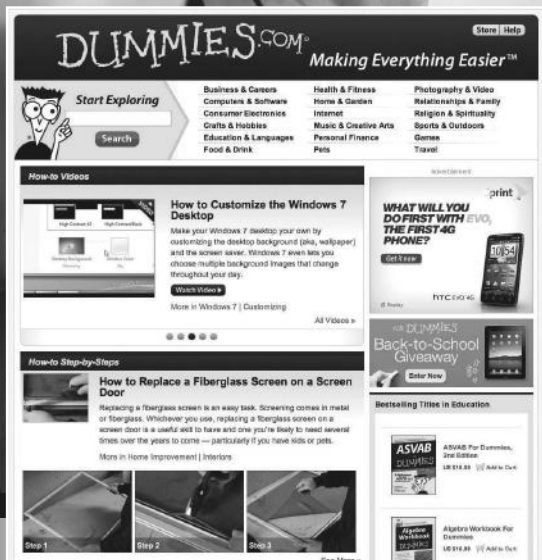 DUMMIES.COM®
Making Everything Easier™
Store | Help
Start Exploring
Search
Business & Careers
Computers & Software
Consumer Electronics
Crafts & Hobbies
Education & Languages
Food & Drink
Health & Fitness
Home & Garden
Internet
Music & Creative Arts
Personal Finance
Pets
Photography & Video
Relationships & Family
Religion & Spirituality
Sports & Outdoors
Games
Travel
How-to Videos
How to Customize the Windows 7
Desktop
Make your Windows 7 desktop your own by
customizing the desktop background (aka, wallpaper)
and the screen saver. Windows 7 even lets you
choose multiple background images that change
throughout your day.
Watch Video
More in Windows 7 | Customizing
All Videos »
How-to Step-by-Steps
How to Replace a Fiberglass Screen on a Screen
Door
Replacing a fiberglass screen is an easy task. Screening comes in metal
or fiberglass. Whichever you use, replacing a fiberglass screen on a
screen door is a useful skill to have and one you're likely to need several
times over the years to come — particularly if you have kids or pets.
More in Home Improvement | Interiors
Step 1
Step 2
Step 3
See More »
Advertisement
Sprint
WHAT WILL YOU
DO FIRST WITH EVO,
THE FIRST 4G
PHONE?
Get it now
10:54
Replay
htc EVO 4G
DUMMIES
Back-to-School
Giveaway
Enter Now
Bestselling Titles in Education
ASVAB
DUMMIES
ASVAB For Dummies,
2nd Edition
Add to Cart
Algebra
Workbook
Algebra Workbook For
Dummies
Add to Cart